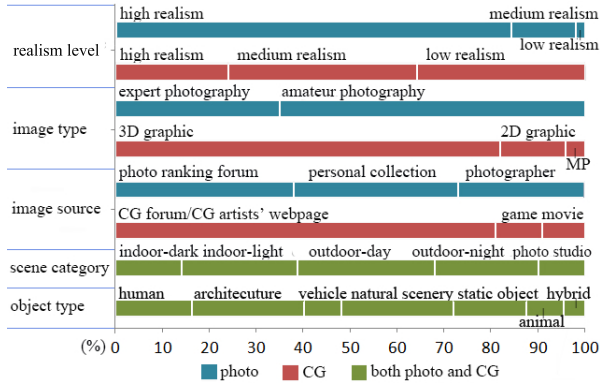 high realism medium realism
realism level low realism
high realism medium realism low realism
expert photography amateur photography
image type
3D graphic 2D graphic
MP
photo ranking forum personal collection photographer
image source
CG forum/CG artists' webpage game movie
indoor-dark indoor-light outdoor-day outdoor-night photo studio
scene category
human architecuture vehicle natural scenery static object hybrid
object type
animal
(%) 0 10 20 30 40 50 60 70 80 90 100
photo CG both photo and CG